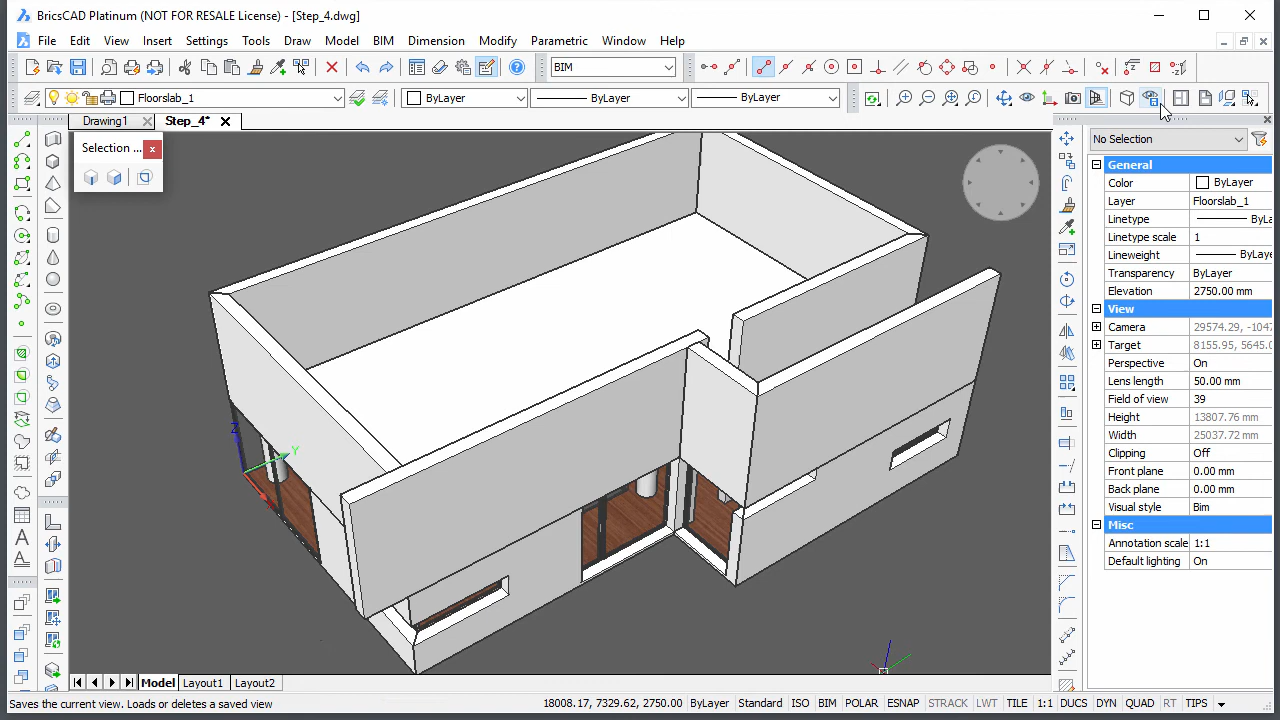 BricsCAD Platinum (NOT FOR RESALE License) - [Step_4.dwg]
File Edit View Insert Settings Tools Draw Model BIM Dimension Modify Parametric Window Help
BIM
Floorslab_1 ByLayer ByLayer ByLayer
Drawing1 Step_4*
Selection ...
No Selection
General
Color ByLayer
Layer Floorslab_1
Linetype ByLa
Linetype scale 1
Lineweight ByLaye
Transparency ByLayer
Elevation 2750.00 mm
View
Camera 29574.29, -1047
Target 8155.95, 5645.0
Perspective On
Lens length 50.00 mm
Field of view 39
Height 13807.76 mm
Width 25037.72 mm
Clipping Off
Front plane 0.00 mm
Back plane 0.00 mm
Visual style Bim
Misc
Annotation scale 1:1
Default lighting On
Z
Y
Model Layout1 Layout2
Saves the current view. Loads or deletes a saved view 18008.17, 7329.62, 2750.00 ByLayer Standard ISO BIM POLAR ESNAP STRACK LWT TILE 1:1 DUCS DYN QUAD RT TIPS